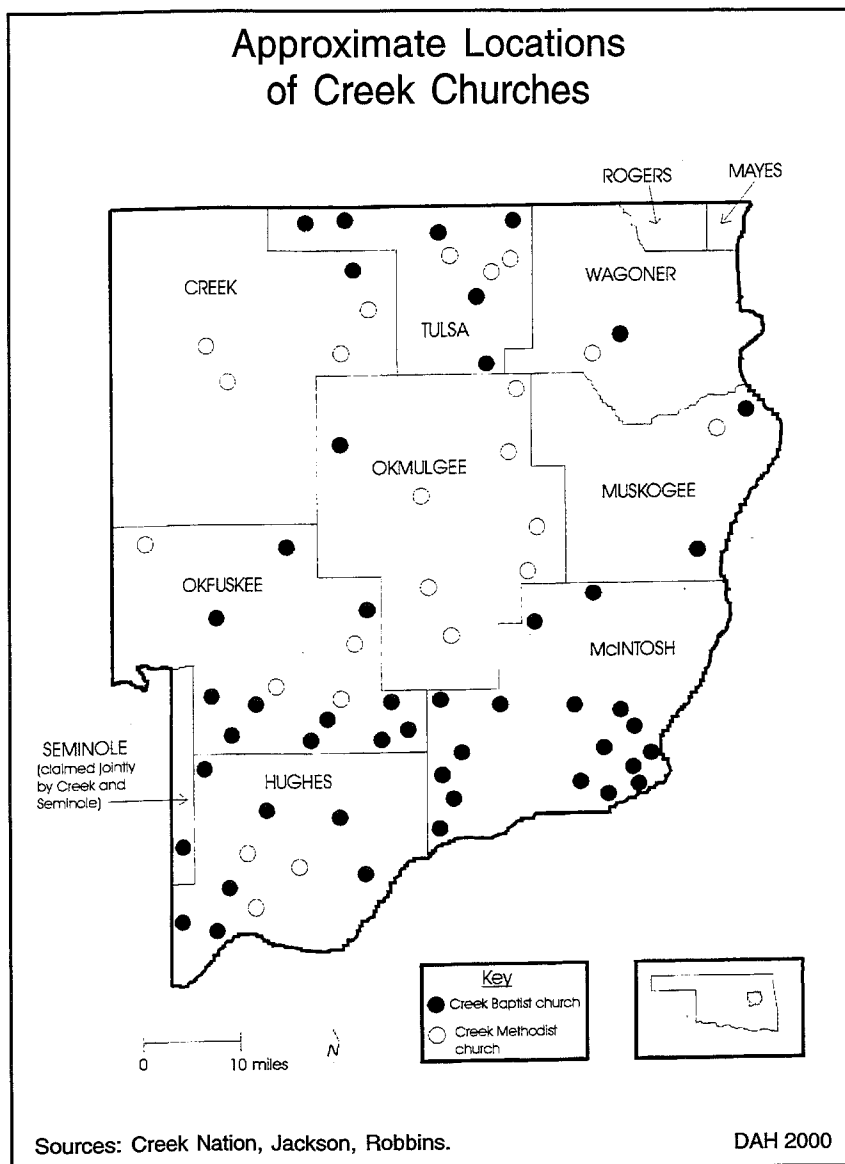 Approximate Locations
of Creek Churches
ROGERS
MAYES
CREEK
WAGONER
TULSA
OKMULGEE
MUSKOGEE
OKFUSKEE
McINTOSH
SEMINOLE
(claimed jointly
by Creek and
Seminole)
HUGHES
Key
Creek Baptist church
Creek Methodist
church
0 10 miles
N
Sources: Creek Nation, Jackson, Robbins.
DAH 2000